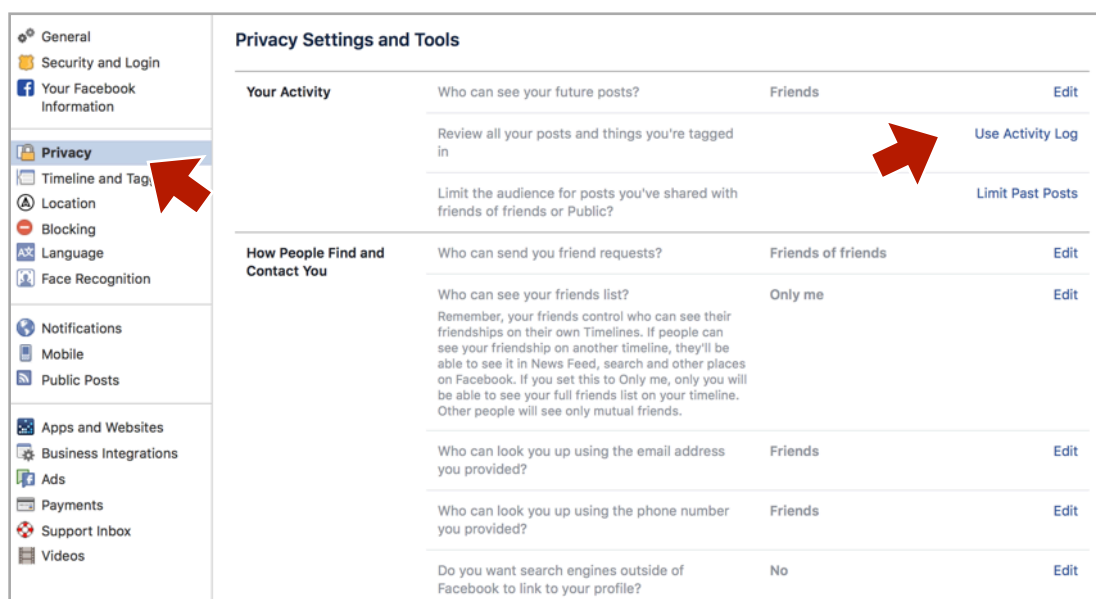 General
Security and Login
Your Facebook
Information
Privacy
Timeline and Tag
Location
Blocking
Language
Face Recognition
Notifications
Mobile
Public Posts
Apps and Websites
Business Integrations
Ads
Payments
Support Inbox
Videos
Privacy Settings and Tools
Your Activity
Who can see your future posts?
Friends
Edit
Review all your posts and things you're tagged
in
Use Activity Log
Limit the audience for posts you've shared with
friends of friends or Public?
Limit Past Posts
How People Find and
Contact You
Who can send you friend requests?
Friends of friends
Edit
Who can see your friends list?
Only me
Edit
Remember, your friends control who can see their
friendships on their own Timelines. If people can
see your friendship on another timeline, they'll be
able to see it in News Feed, search and other places
on Facebook. If you set this to Only me, only you will
be able to see your full friends list on your timeline.
Other people will see only mutual friends.
Who can look you up using the email address
you provided?
Friends
Edit
Who can look you up using the phone number
you provided?
Friends
Edit
Do you want search engines outside of
Facebook to link to your profile?
No
Edit